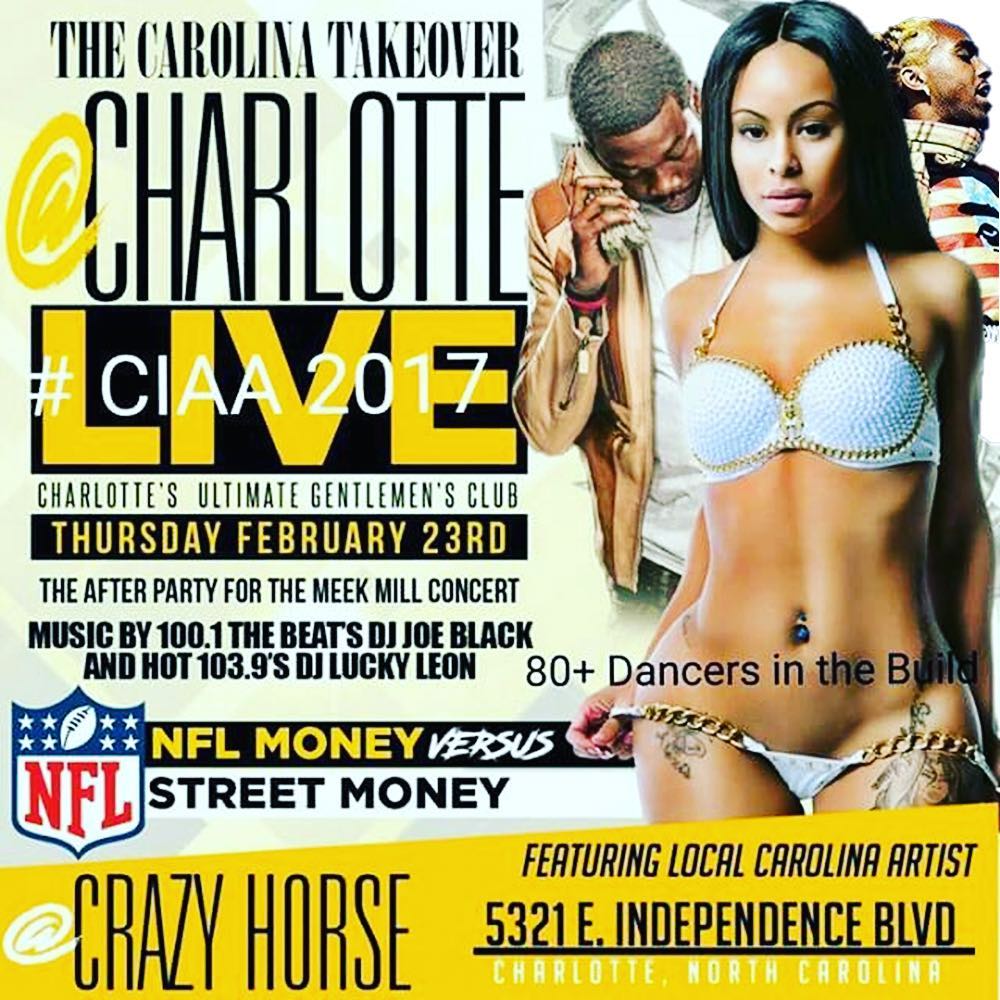 THE CAROLINA TAKEOVER
@CHARLOTTE
LIVE
# CIAA 2017
CHARLOTTE'S ULTIMATE GENTLEMEN'S CLUB
THURSDAY FEBRUARY 23RD
THE AFTER PARTY FOR THE MEEK MILL CONCERT
MUSIC BY 100.1 THE BEAT'S DJ JOE BLACK
AND HOT 103.9'S DJ LUCKY LEON
80+ Dancers in the Build
NFL
NFL MONEY VERSUS
STREET MONEY
@CRAZY HORSE
FEATURING LOCAL CAROLINA ARTIST
5321 E. INDEPENDENCE BLVD
CHARLOTTE, NORTH CAROLINA